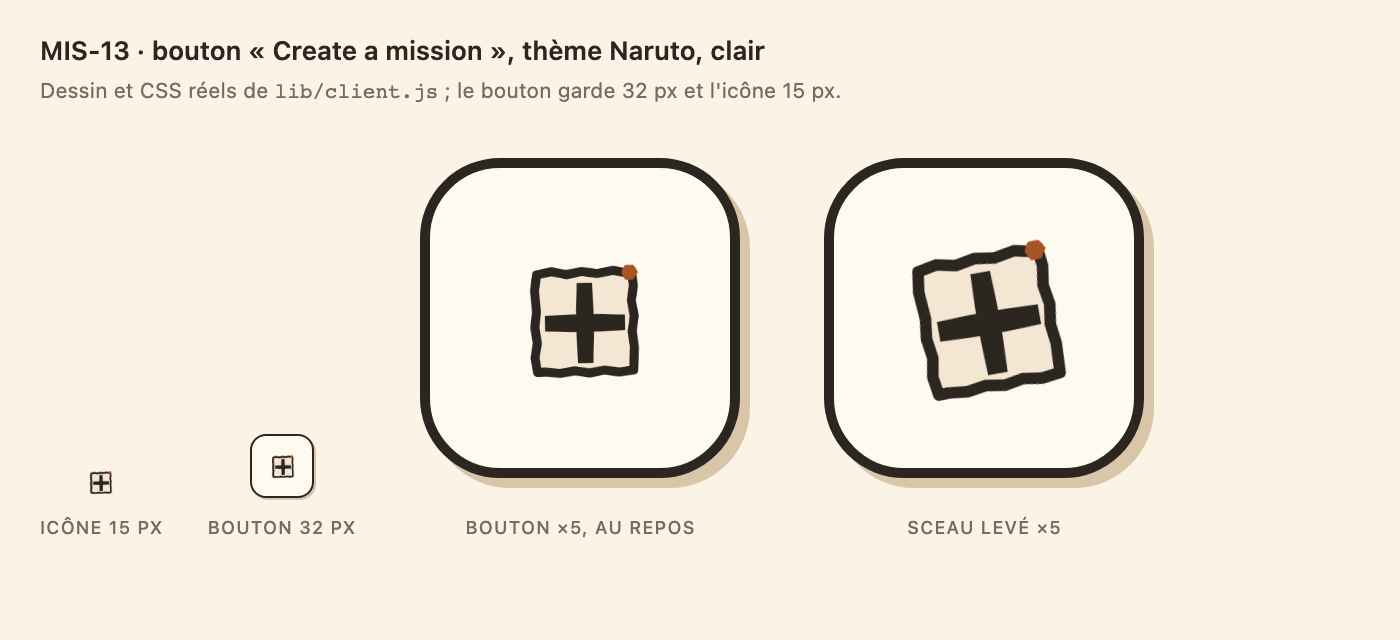 MIS-13 · bouton « Create a mission », thème Naruto, clair
Dessin et CSS réels de lib/client.js ; le bouton garde 32 px et l'icône 15 px.
ICÔNE 15 PX
BOUTON 32 PX
BOUTON ×5, AU REPOS
SCEAU LEVÉ ×5